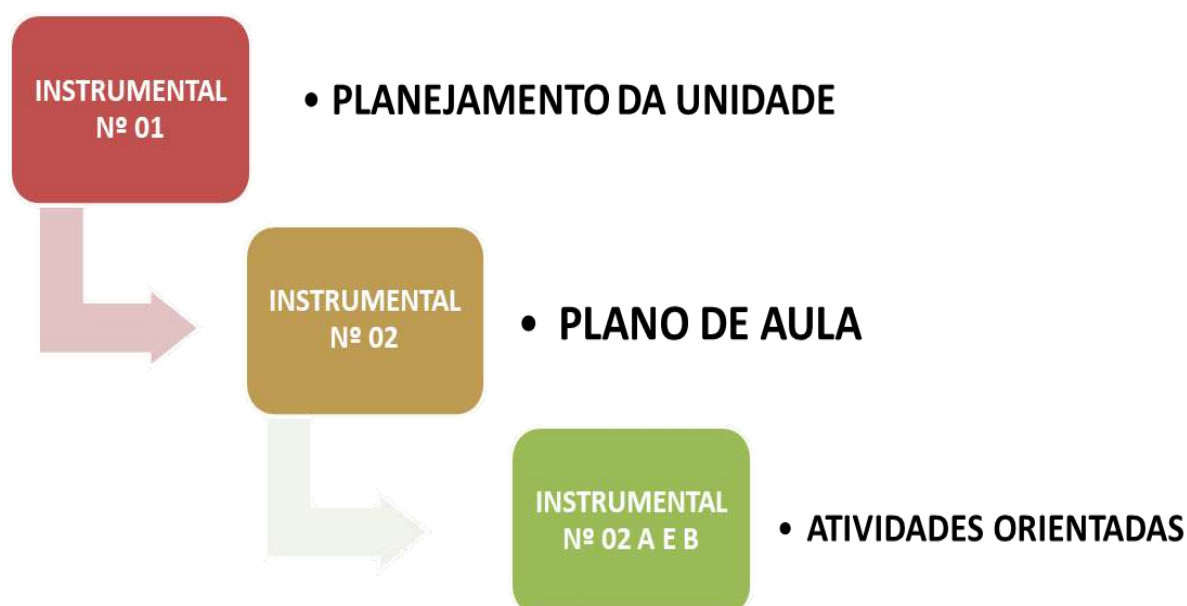 INSTRUMENTAL
Nº 01
• PLANEJAMENTO DA UNIDADE
INSTRUMENTAL
Nº 02
• PLANO DE AULA
INSTRUMENTAL
Nº 02 A E B
• ATIVIDADES ORIENTADAS